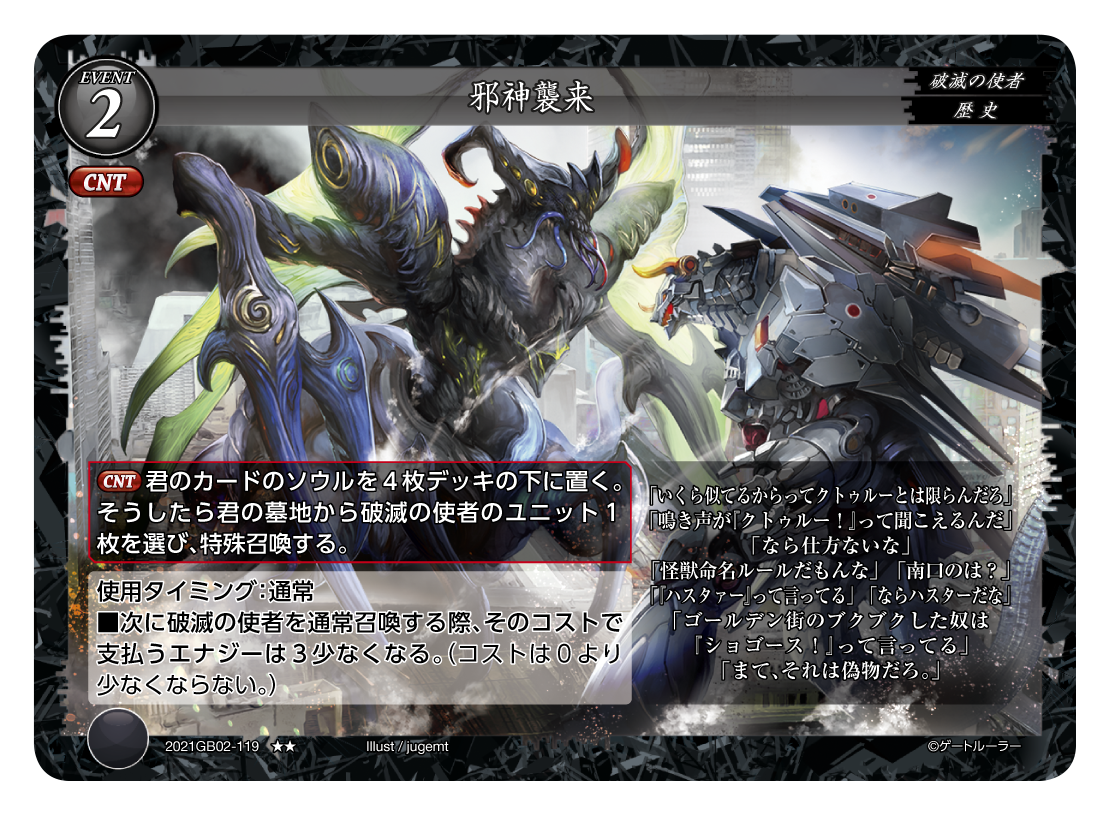 EVENT
2
邪神襲来
破滅の使者
歴史
CNT
CNT 君のカードのソウルを4枚デッキの下に置く。
そうしたら君の墓地から破滅の使者のユニット1
枚を選び、特殊召喚する。
使用タイミング:通常
■次に破滅の使者を通常召喚する際、そのコストで
支払うエナジーは3少なくなる。(コストは0より
少なくならない。)
「いくら似てるからってクトゥルーとは限らんだろ」
「鳴き声が『クトゥルー!』って聞こえるんだ」
「なら仕方ないな」
「怪獣命名ルールだもんな」「南口のは?」
「『ハスタァー』って言ってる」「ならハスターだな」
「ゴールデン街のブクブクした奴は
『ショゴース!』って言ってる」
「まて、それは偽物だろ。」
2021GB02-119 ★★
Illust/jugemt
©ゲートルーラー